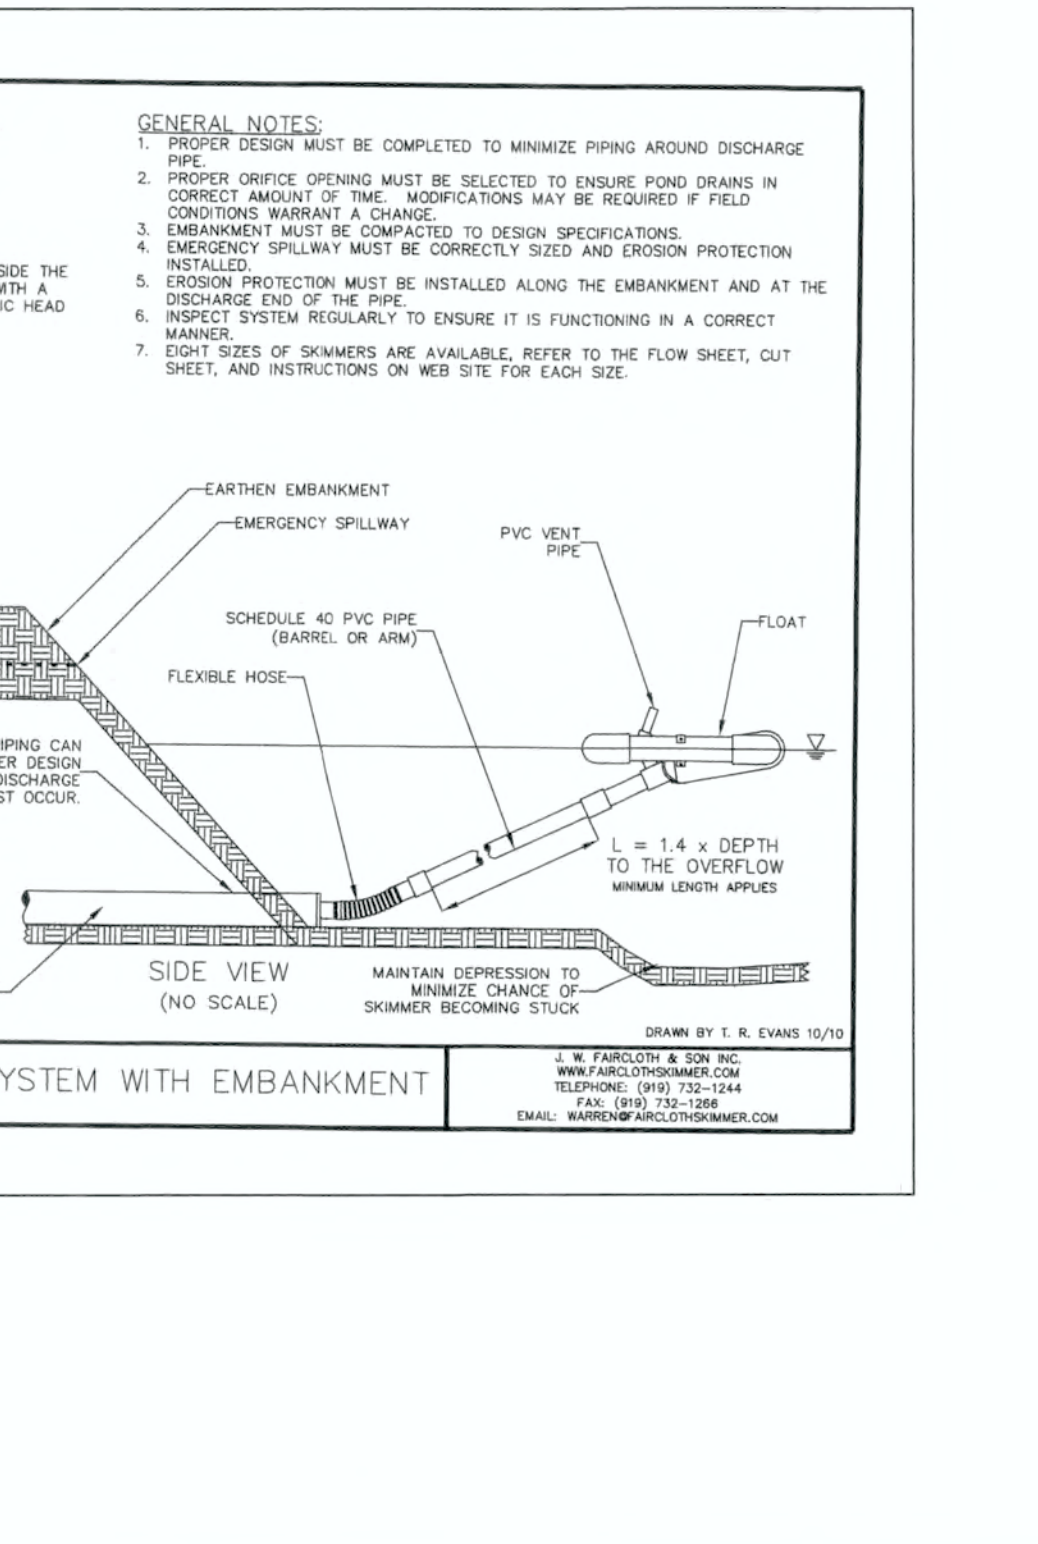 GENERAL NOTES:
1. PROPER DESIGN MUST BE COMPLETED TO MINIMIZE PIPING AROUND DISCHARGE
PIPE.
2. PROPER ORIFICE OPENING MUST BE SELECTED TO ENSURE POND DRAINS IN
CORRECT AMOUNT OF TIME. MODIFICATIONS MAY BE REQUIRED IF FIELD
CONDITIONS WARRANT A CHANGE.
3. EMBANKMENT MUST BE COMPACTED TO DESIGN SPECIFICATIONS.
4. EMERGENCY SPILLWAY MUST BE CORRECTLY SIZED AND EROSION PROTECTION
INSTALLED.
5. EROSION PROTECTION MUST BE INSTALLED ALONG THE EMBANKMENT AND AT THE
DISCHARGE END OF THE PIPE.
6. INSPECT SYSTEM REGULARLY TO ENSURE IT IS FUNCTIONING IN A CORRECT
MANNER.
7. EIGHT SIZES OF SKIMMERS ARE AVAILABLE, REFER TO THE FLOW SHEET, CUT
SHEET, AND INSTRUCTIONS ON WEB SITE FOR EACH SIZE.
SIDE THE
WITH A
IC HEAD
EARTHEN EMBANKMENT
EMERGENCY SPILLWAY
PVC VENT
PIPE
SCHEDULE 40 PVC PIPE
(BARREL OR ARM)
FLOAT
FLEXIBLE HOSE
IPING CAN
ER DESIGN
DISCHARGE
ST OCCUR.
L = 1.4 x DEPTH
TO THE OVERFLOW
MINIMUM LENGTH APPLIES
SIDE VIEW
(NO SCALE)
MAINTAIN DEPRESSION TO
MINIMIZE CHANCE OF
SKIMMER BECOMING STUCK
DRAWN BY T. R. EVANS 10/10
YSTEM WITH EMBANKMENT
J. W. FAIRCLOTH & SON INC.
WWW.FAIRCLOTHSKIMMER.COM
TELEPHONE: (919) 732-1244
FAX: (919) 732-1266
EMAIL: WARREN@FAIRCLOTHSKIMMER.COM